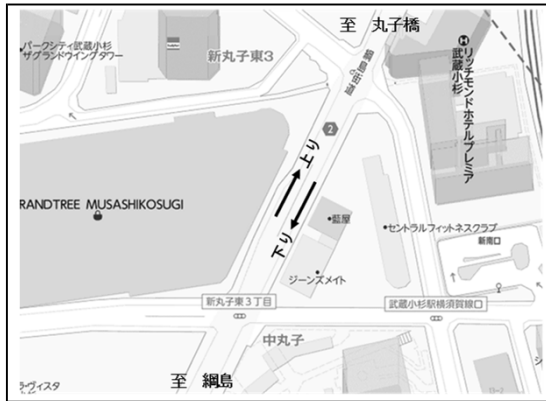 至　丸子橋
パークシティ武蔵小杉
ザグランドウイングタワー
新丸子東3
綱島街道
リッチモンドホテルプレミア
武蔵小杉
2
上り
RANDTREE MUSASHIKOSUGI
藍屋
セントラルフィットネスクラブ
新南口
下り
ジーンズメイト
新丸子東3丁目
武蔵小杉駅横須賀線口
中丸子
至　綱島
ラ・ヴィスタ